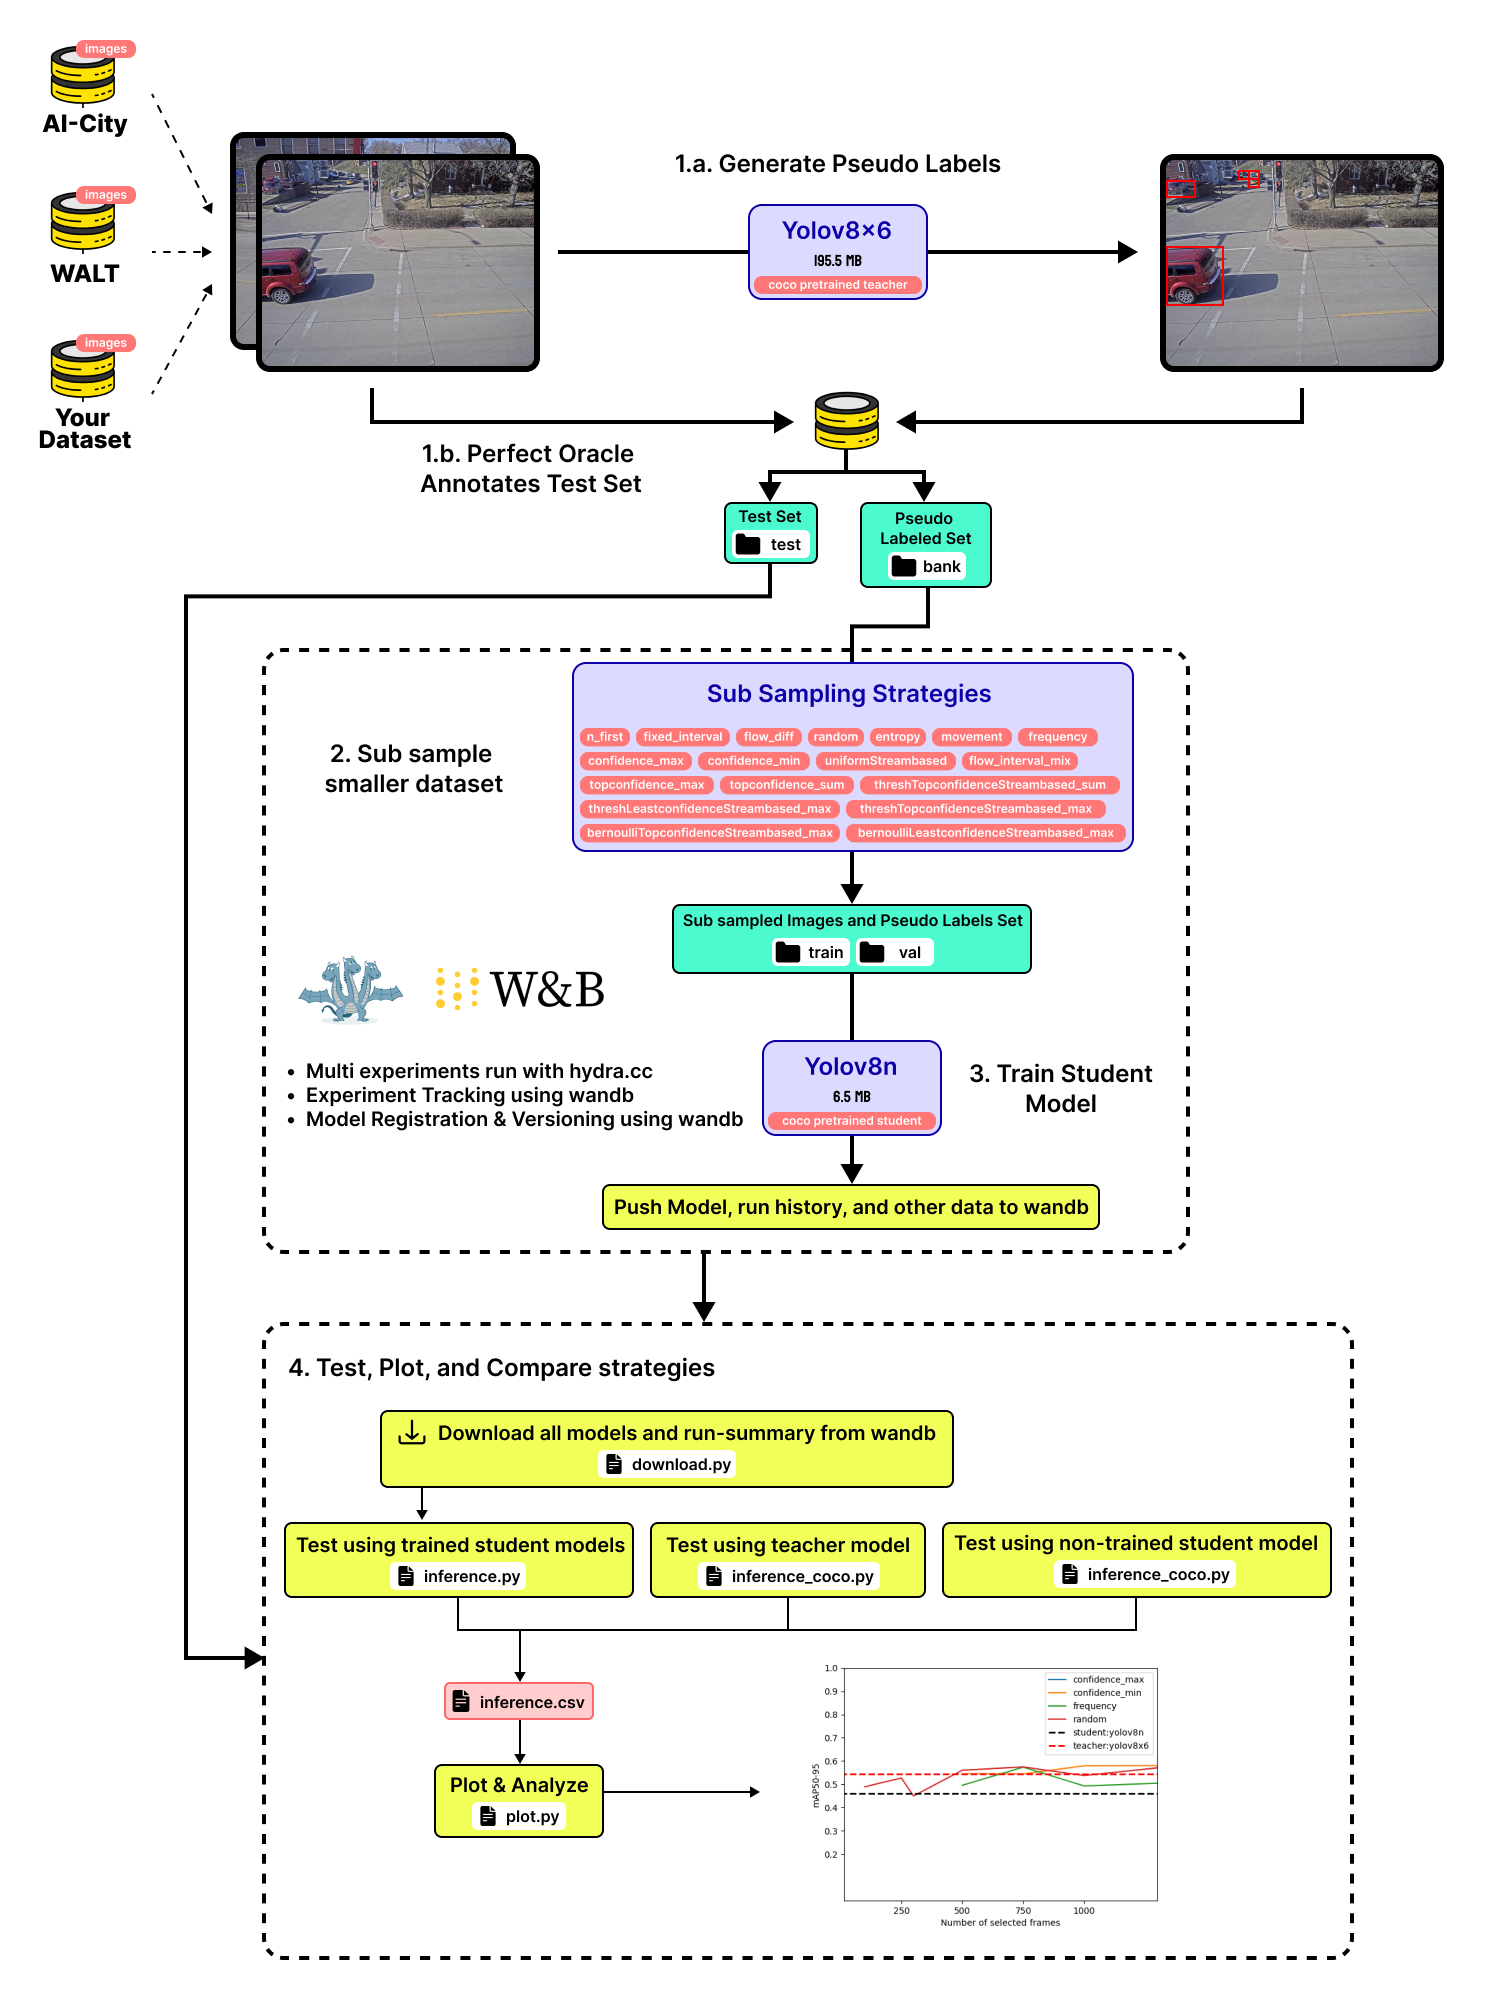 images
AI-City
images
WALT
images
Your
Dataset
1.a. Generate Pseudo Labels
Yolov8×6
195.5 MB
coco pretrained teacher
1.b. Perfect Oracle
Annotates Test Set
Test Set
test
Pseudo
Labeled Set
bank
2. Sub sample
smaller dataset
Sub Sampling Strategies
n_first fixed_interval flow_diff random entropy movement frequency
confidence_max confidence_min uniformStreambased flow_interval_mix
topconfidence_max topconfidence_sum threshTopconfidenceStreambased_sum
threshLeastconfidenceStreambased_max threshTopconfidenceStreambased_max
bernoulliTopconfidenceStreambased_max bernoulliLeastconfidenceStreambased_max
Sub sampled Images and Pseudo Labels Set
train val
W&B
• Multi experiments run with hydra.cc
• Experiment Tracking using wandb
• Model Registration & Versioning using wandb
Yolov8n
6.5 MB
coco pretrained student
3. Train Student
Model
Push Model, run history, and other data to wandb
4. Test, Plot, and Compare strategies
Download all models and run-summary from wandb
download.py
Test using trained student models
inference.py
Test using teacher model
inference_coco.py
Test using non-trained student model
inference_coco.py
inference.csv
Plot & Analyze
plot.py
1.0
0.9
0.8
0.7
0.6
0.5
0.4
0.3
0.2
mAP50-95
confidence_max
confidence_min
frequency
random
student:yolov8n
teacher:yolov8x6
250 500 750 1000
Number of selected frames